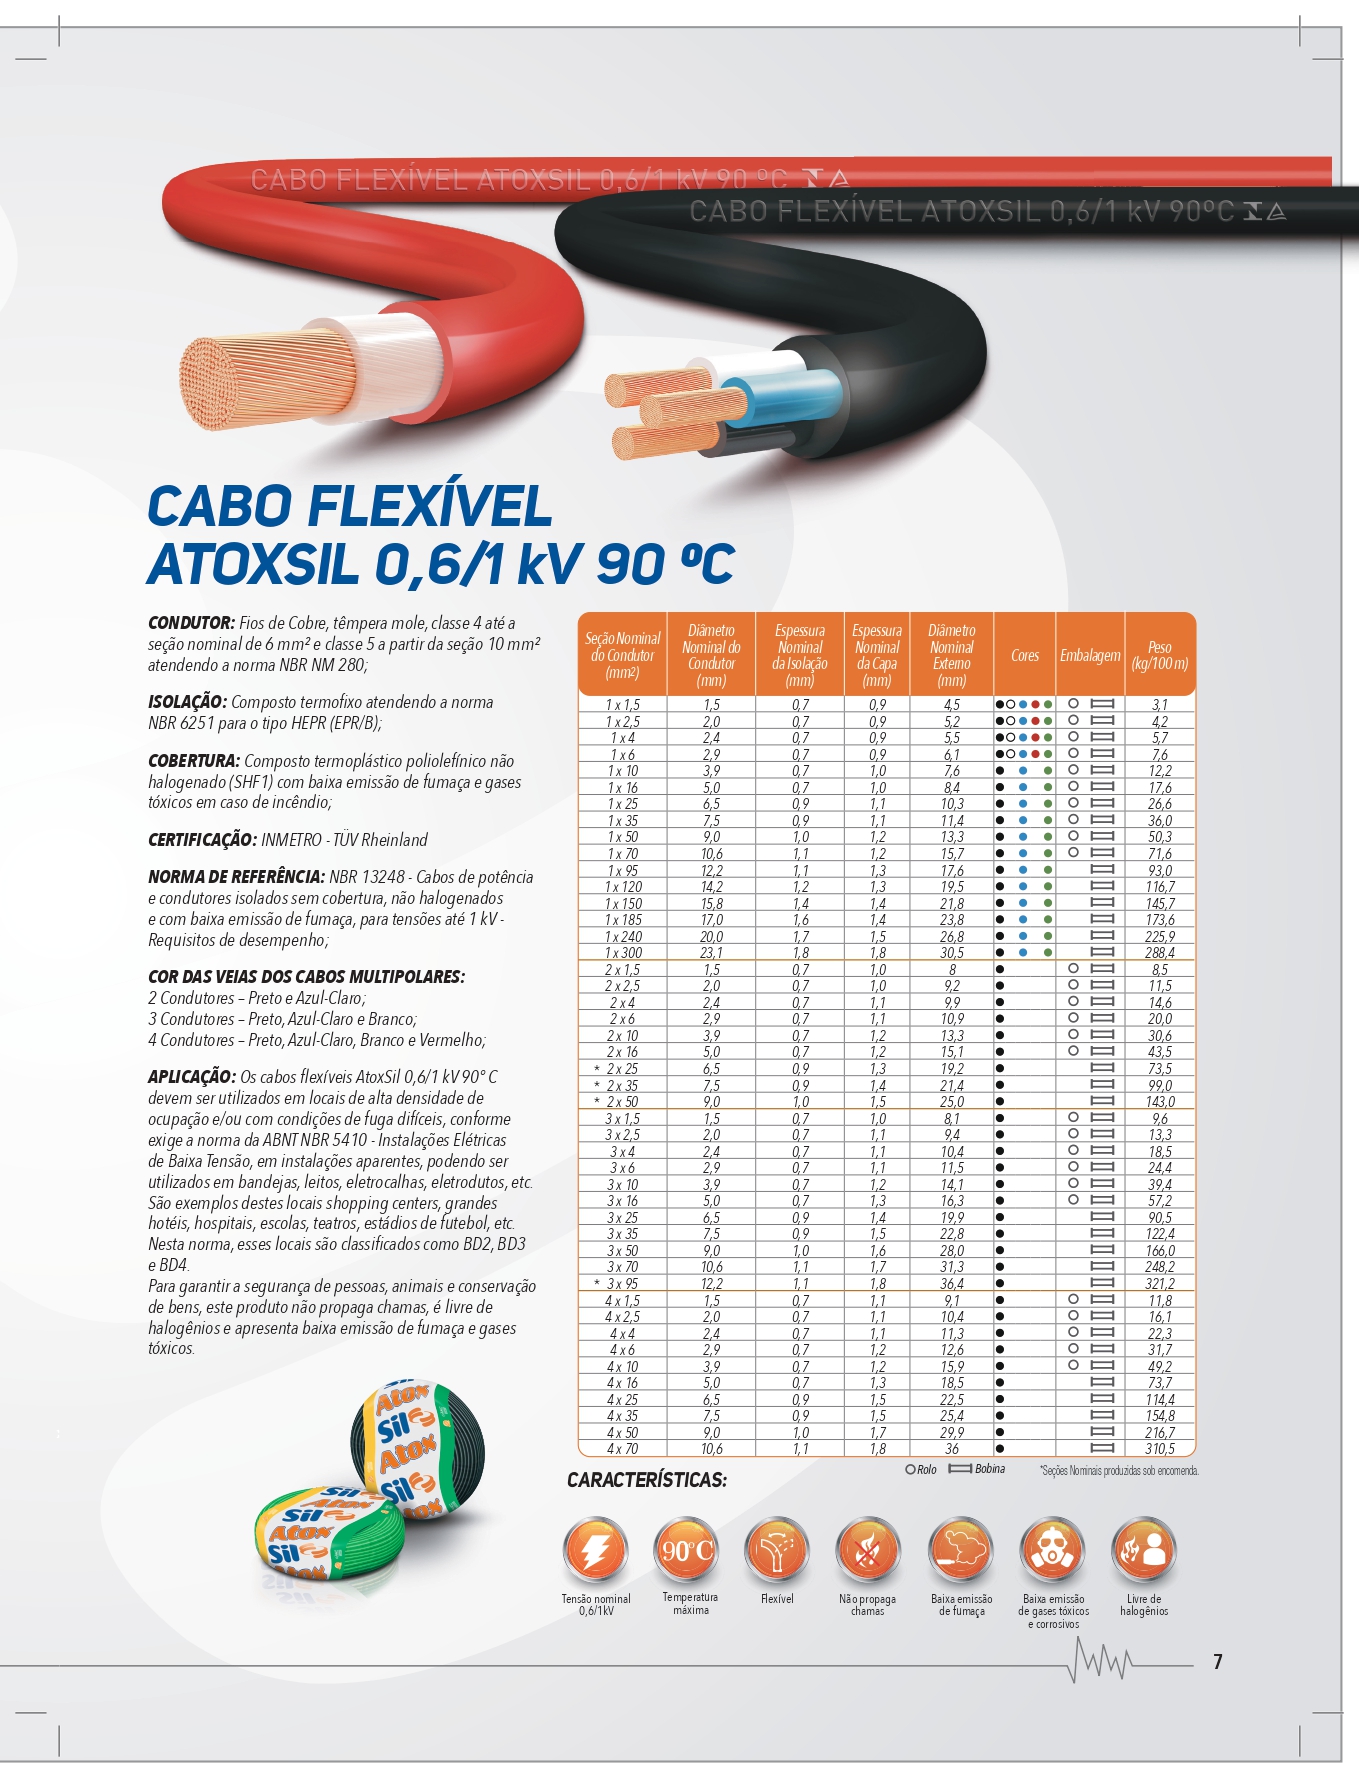 CABO FLEXÍVEL ATOXSIL 0,6/1 kV 90 ºC
CABO FLEXÍVEL ATOXSIL 0,6/1 kV 90ºC
CABO FLEXÍVEL
ATOXSIL 0,6/1 kV 90 ºC
CONDUTOR: Fios de Cobre, têmpera mole, classe 4 até a
seção nominal de 6 mm² e classe 5 a partir da seção 10 mm²
atendendo a norma NBR NM 280;
ISOLAÇÃO: Composto termofixo atendendo a norma
NBR 6251 para o tipo HEPR (EPR/B);
COBERTURA: Composto termoplástico poliolefínico não
halogenado (SHF1) com baixa emissão de fumaça e gases
tóxicos em caso de incêndio;
CERTIFICAÇÃO: INMETRO - TÜV Rheinland
NORMA DE REFERÊNCIA: NBR 13248 - Cabos de potência
e condutores isolados sem cobertura, não halogenados
e com baixa emissão de fumaça, para tensões até 1 kV -
Requisitos de desempenho;
COR DAS VEIAS DOS CABOS MULTIPOLARES:
2 Condutores – Preto e Azul-Claro;
3 Condutores – Preto, Azul-Claro e Branco;
4 Condutores – Preto, Azul-Claro, Branco e Vermelho;
APLICAÇÃO: Os cabos flexíveis AtoxSil 0,6/1 kV 90° C
devem ser utilizados em locais de alta densidade de
ocupação e/ou com condições de fuga difíceis, conforme
exige a norma da ABNT NBR 5410 - Instalações Elétricas
de Baixa Tensão, em instalações aparentes, podendo ser
utilizados em bandejas, leitos, eletrocalhas, eletrodutos, etc.
São exemplos destes locais shopping centers, grandes
hotéis, hospitais, escolas, teatros, estádios de futebol, etc.
Nesta norma, esses locais são classificados como BD2, BD3
e BD4.
Para garantir a segurança de pessoas, animais e conservação
de bens, este produto não propaga chamas, é livre de
halogênios e apresenta baixa emissão de fumaça e gases
tóxicos.
Atox
Sil
Atox
Sil
Atox
Atox
Sil
Atox
Sil
Seção Nominal do Condutor (mm2) Diâmetro Nominal do Condutor (mm) Espessura Nominal da Isolação (mm) Espessura Nominal da Capa (mm) Diâmetro Nominal Externo (mm) Cores Embalagem Peso (kg/100 m)
1 x 1,5 1,5 0,7 0,9 4,5 3,1
1 x 2,5 2,0 0,7 0,9 5,2 4,2
1 x 4 2,4 0,7 0,9 5,5 5,7
1 x 6 2,9 0,7 0,9 6,1 7,6
1 x 10 3,9 0,7 1,0 7,6 12,2
1 x 16 5,0 0,7 1,0 8,4 17,6
1 x 25 6,5 0,9 1,1 10,3 26,6
1 x 35 7,5 0,9 1,1 11,4 36,0
1 x 50 9,0 1,0 1,2 13,3 50,3
1 x 70 10,6 1,1 1,2 15,7 71,6
1 x 95 12,2 1,1 1,3 17,6 93,0
1 x 120 14,2 1,2 1,3 19,5 116,7
1 x 150 15,8 1,4 1,4 21,8 145,7
1 x 185 17,0 1,6 1,4 23,8 173,6
1 x 240 20,0 1,7 1,5 26,8 225,9
1 x 300 23,1 1,8 1,8 30,5 288,4
2 x 1,5 1,5 0,7 1,0 8 8,5
2 x 2,5 2,0 0,7 1,0 9,2 11,5
2 x 4 2,4 0,7 1,1 9,9 14,6
2 x 6 2,9 0,7 1,1 10,9 20,0
2 x 10 3,9 0,7 1,2 13,3 30,6
2 x 16 5,0 0,7 1,2 15,1 43,5
* 2 x 25 6,5 0,9 1,3 19,2 73,5
* 2 x 35 7,5 0,9 1,4 21,4 99,0
* 2 x 50 9,0 1,0 1,5 25,0 143,0
3 x 1,5 1,5 0,7 1,0 8,1 9,6
3 x 2,5 2,0 0,7 1,1 9,4 13,3
3 x 4 2,4 0,7 1,1 10,4 18,5
3 x 6 2,9 0,7 1,1 11,5 24,4
3 x 10 3,9 0,7 1,2 14,1 39,4
3 x 16 5,0 0,7 1,3 16,3 57,2
3 x 25 6,5 0,9 1,4 19,9 90,5
3 x 35 7,5 0,9 1,5 22,8 122,4
3 x 50 9,0 1,0 1,6 28,0 166,0
3 x 70 10,6 1,1 1,7 31,3 248,2
* 3 x 95 12,2 1,1 1,8 36,4 321,2
4 x 1,5 1,5 0,7 1,1 9,1 11,8
4 x 2,5 2,0 0,7 1,1 10,4 16,1
4 x 4 2,4 0,7 1,1 11,3 22,3
4 x 6 2,9 0,7 1,2 12,6 31,7
4 x 10 3,9 0,7 1,2 15,9 49,2
4 x 16 5,0 0,7 1,3 18,5 73,7
4 x 25 6,5 0,9 1,5 22,5 114,4
4 x 35 7,5 0,9 1,5 25,4 154,8
4 x 50 9,0 1,0 1,7 29,9 216,7
4 x 70 10,6 1,1 1,8 36 310,5
Rolo Bobina *Seções Nominais produzidas sob encomenda.
CARACTERÍSTICAS:
90°C
Tensão nominal
0,6/1kV
Temperatura
máxima
Flexível
Não propaga
chamas
Baixa emissão
de fumaça
Baixa emissão
de gases tóxicos
e corrosivos
Livre de
halogênios
7